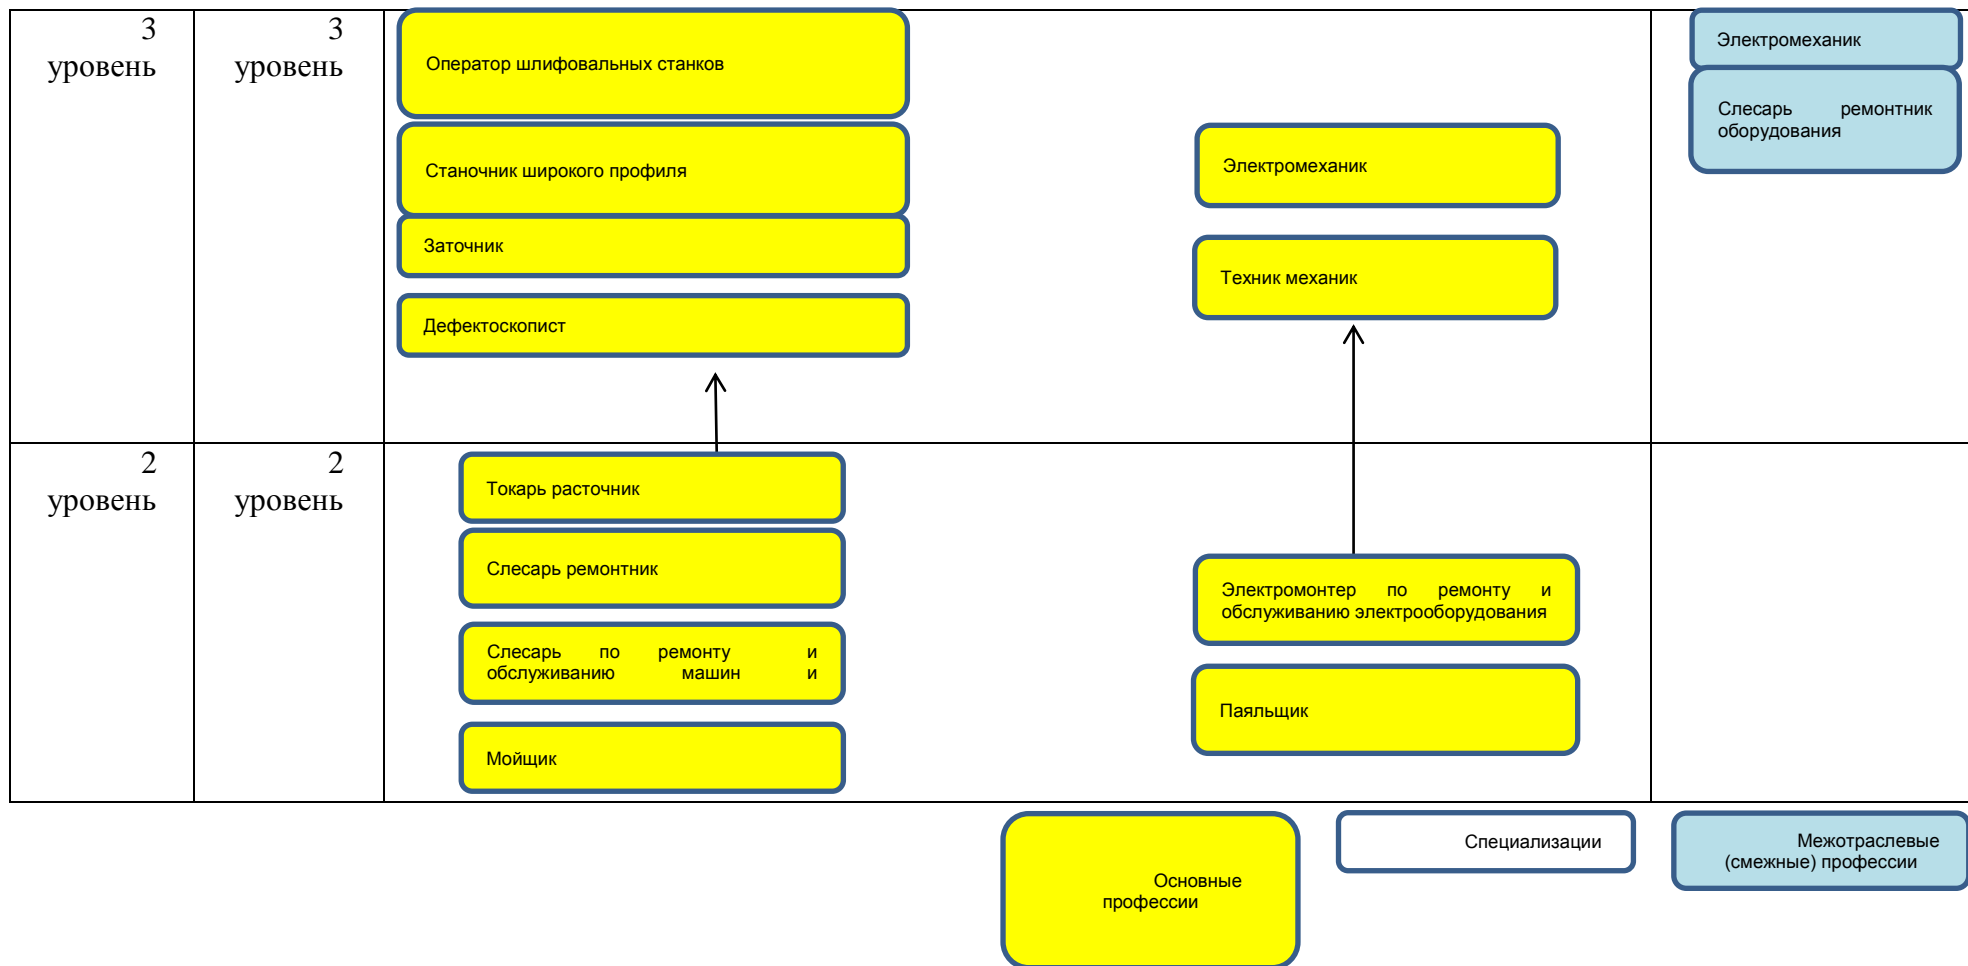 3
уровень
3
уровень
Оператор шлифовальных станков
Станочник широкого профиля
Заточник
Дефектоскопист
Электромеханик
Техник механик
Электромеханик
Слесарь ремонтник
оборудования
2
уровень
2
уровень
Токарь расточник
Слесарь ремонтник
Слесарь по ремонту и
обслуживанию машин и
Мойщик
Электромонтер по ремонту и
обслуживанию электрооборудования
Паяльщик
Основные
профессии
Специализации
Межотраслевые
(смежные) профессии